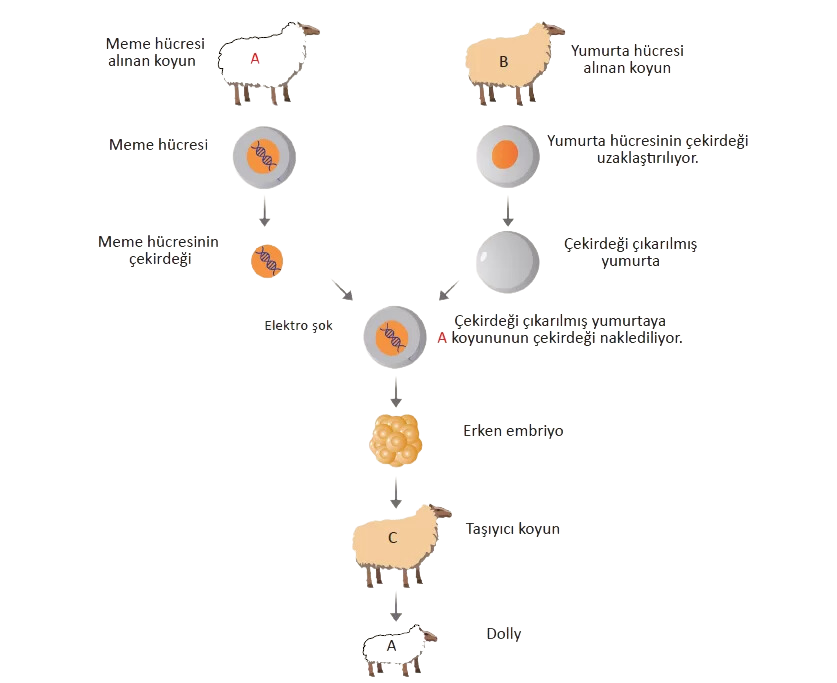 Meme hücresi
alınan koyun
A
B
Yumurta hücresi
alınan koyun
Meme hücresi
Yumurta hücresinin çekirdeği
uzaklaştırılıyor.
Meme hücresinin
çekirdeği
Çekirdeği çıkarılmış
yumurta
Elektro şok
Çekirdeği çıkarılmış yumurtaya
A koyununun çekirdeği naklediliyor.
Erken embriyo
C
Taşıyıcı koyun
A
Dolly